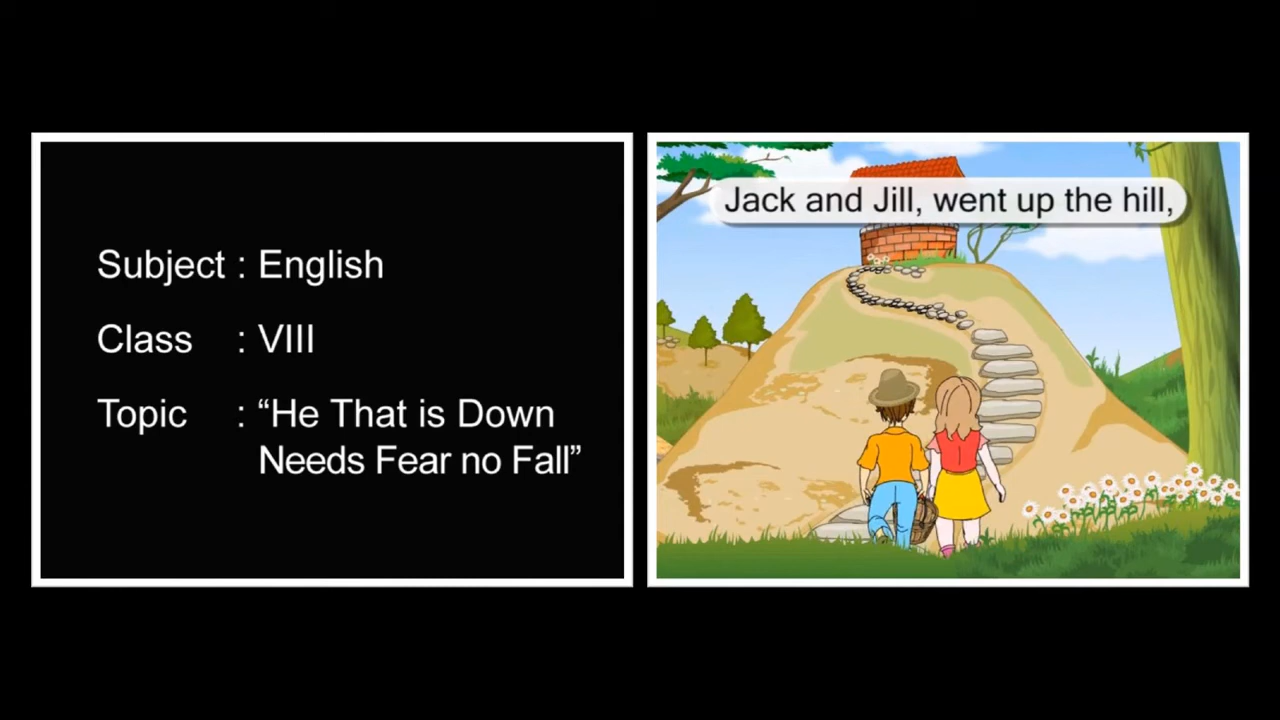 Subject : English
Class : VIII
Topic : “He That is Down
Needs Fear no Fall”
Jack and Jill, went up the hill,